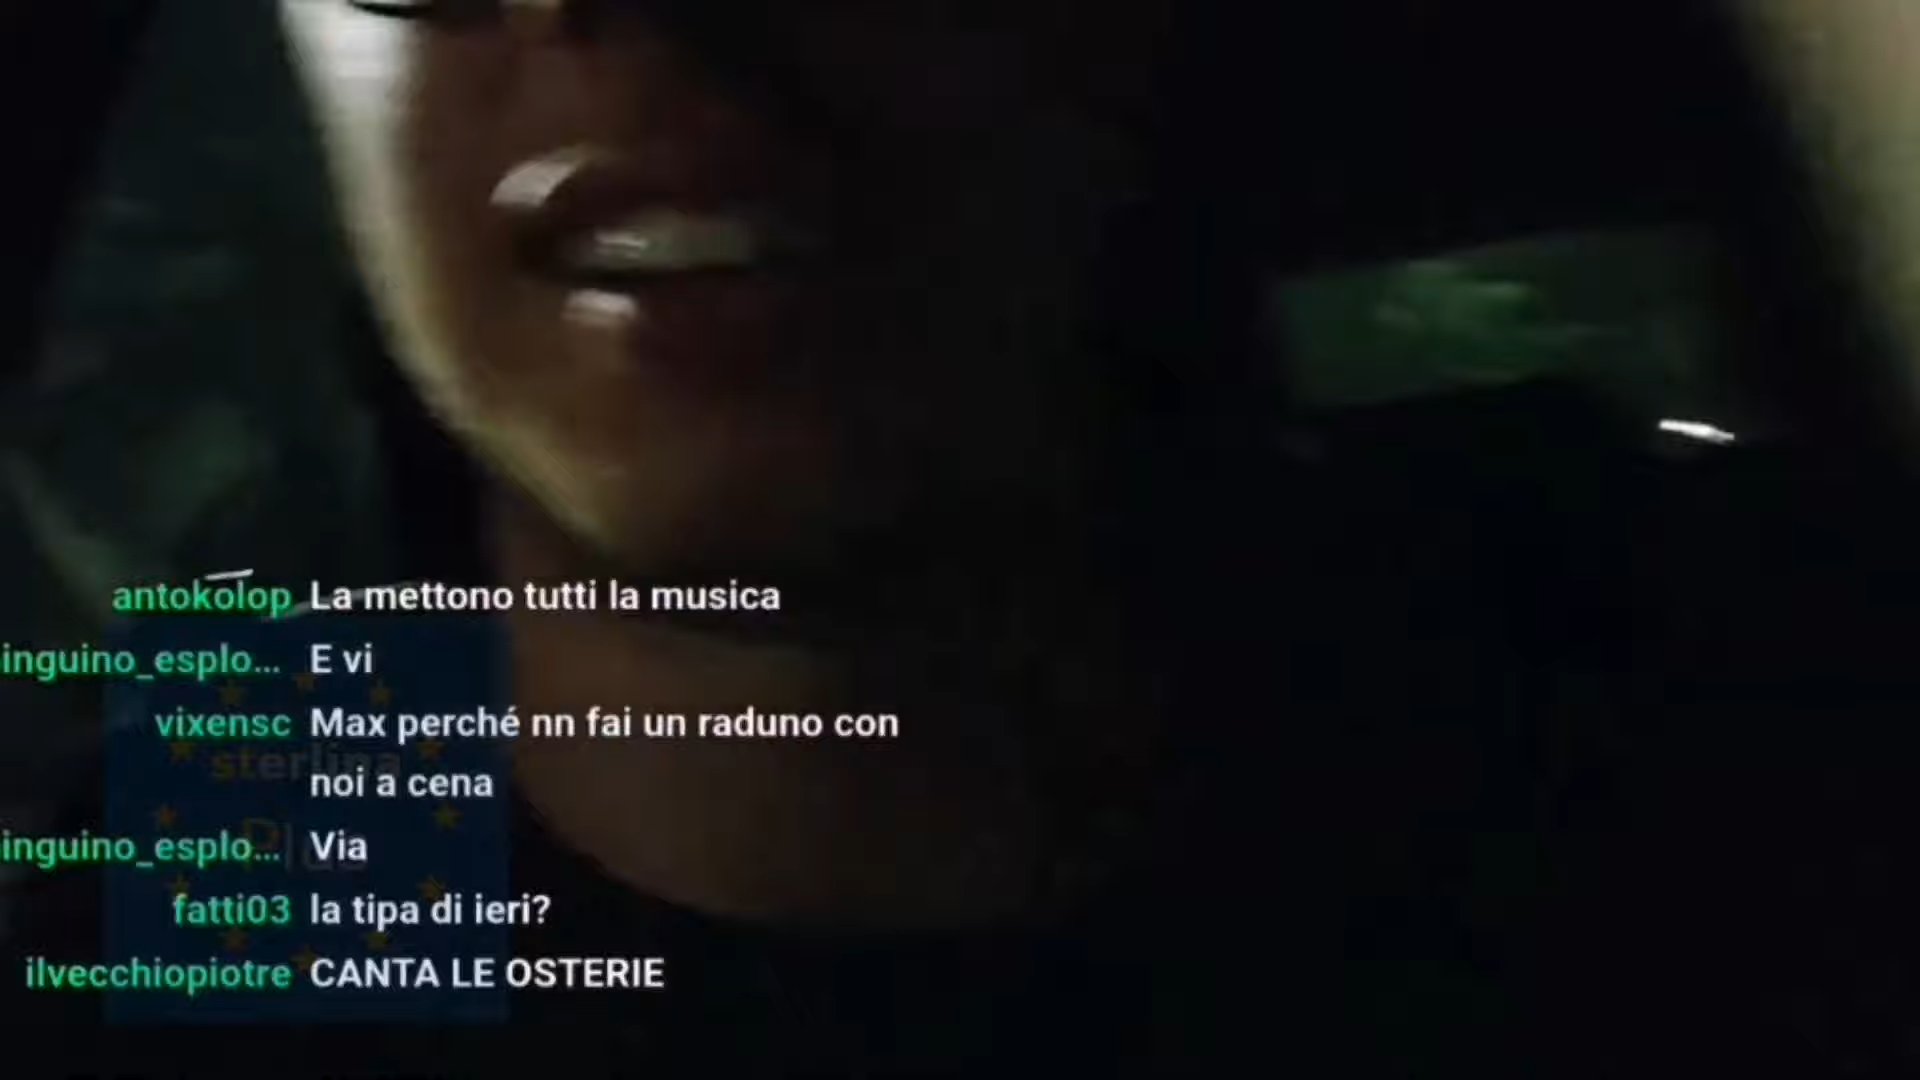 antokolop La mettono tutti la musica
inguino_esplo... E vi
vixensc Max perché nn fai un raduno con
noi a cena
sterlina
inguino_esplo... Via
fatti03 la tipa di ieri?
ilvecchiopiotre CANTA LE OSTERIE